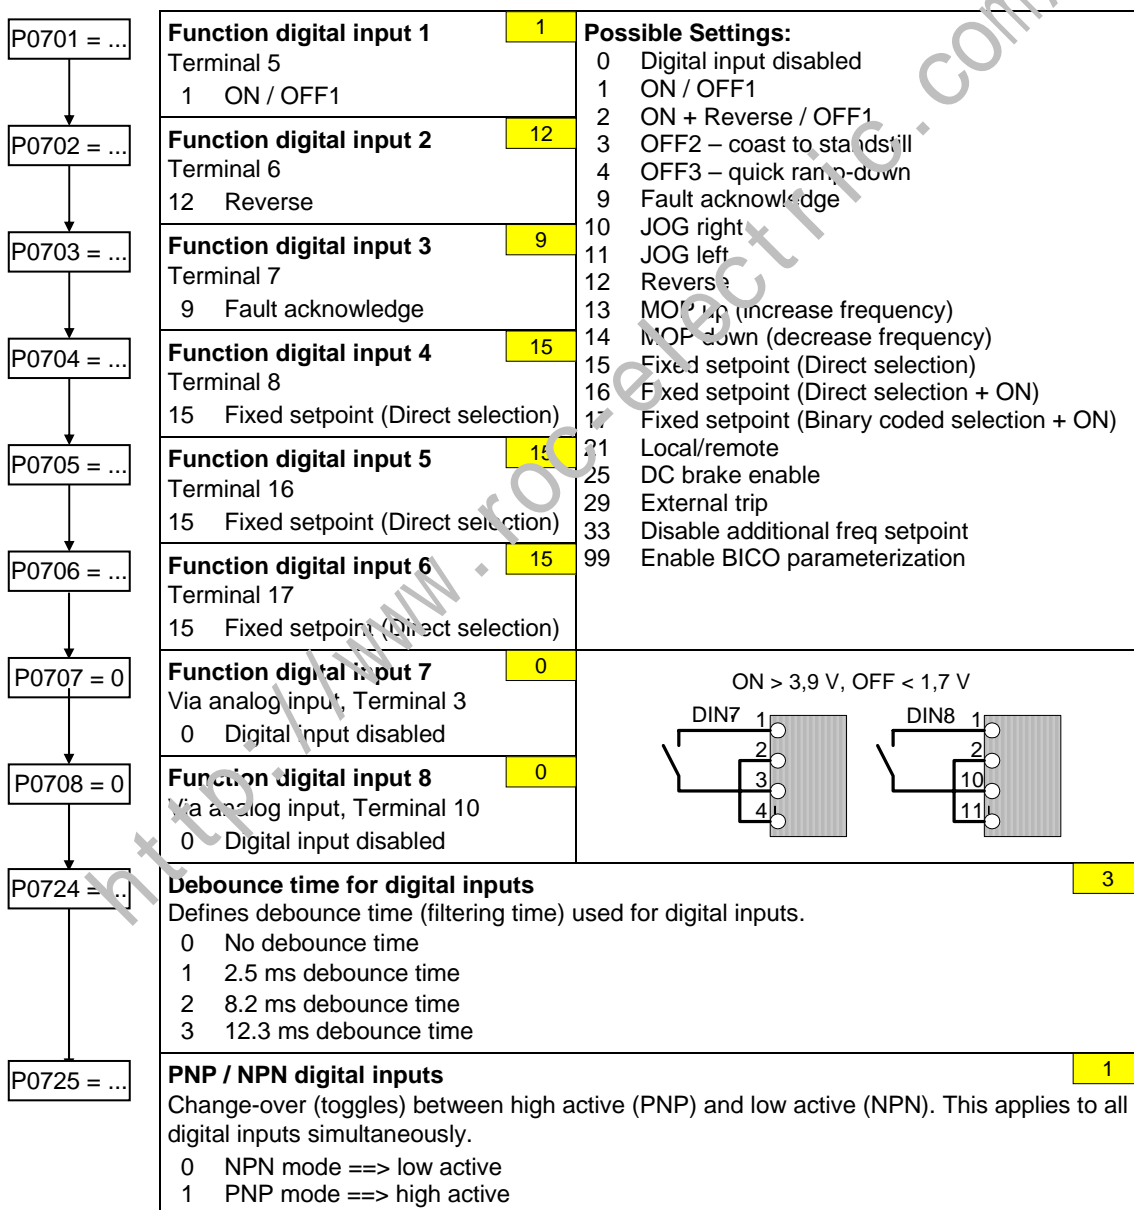 P0701 = ...
Function digital input 1
1
Terminal 5
1 ON / OFF1
P0702 = ...
Function digital input 2
12
Terminal 6
12 Reverse
P0703 = ...
Function digital input 3
9
Terminal 7
9 Fault acknowledge
P0704 = ...
Function digital input 4
15
Terminal 8
15 Fixed setpoint (Direct selection)
P0705 = ...
Function digital input 5
15
Terminal 16
15 Fixed setpoint (Direct selection)
P0706 = ...
Function digital input 6
15
Terminal 17
15 Fixed setpoint (Direct selection)
Possible Settings:
0 Digital input disabled
1 ON / OFF1
2 ON + Reverse / OFF1
3 OFF2 – coast to standstill
4 OFF3 – quick ramp-down
9 Fault acknowledge
10 JOG right
11 JOG left
12 Reverse
13 MOP up (increase frequency)
14 MOP down (decrease frequency)
15 Fixed setpoint (Direct selection)
16 Fixed setpoint (Direct selection + ON)
17 Fixed setpoint (Binary coded selection + ON)
21 Local/remote
25 DC brake enable
29 External trip
33 Disable additional freq setpoint
99 Enable BICO parameterization
P0707 = 0
Function digital input 7
0
Via analog input, Terminal 3
0 Digital input disabled
P0708 = 0
Function digital input 8
0
Via analog input, Terminal 10
0 Digital input disabled
ON > 3,9 V, OFF < 1,7 V
DIN7 1
2
3
4
DIN8 1
2
10
11
P0724 = ...
Debounce time for digital inputs
3
Defines debounce time (filtering time) used for digital inputs.
0 No debounce time
1 2.5 ms debounce time
2 8.2 ms debounce time
3 12.3 ms debounce time
P0725 = ...
PNP / NPN digital inputs
1
Change-over (toggles) between high active (PNP) and low active (NPN). This applies to all
digital inputs simultaneously.
0 NPN mode ==> low active
1 PNP mode ==> high active
http://www.roc-electric.com/